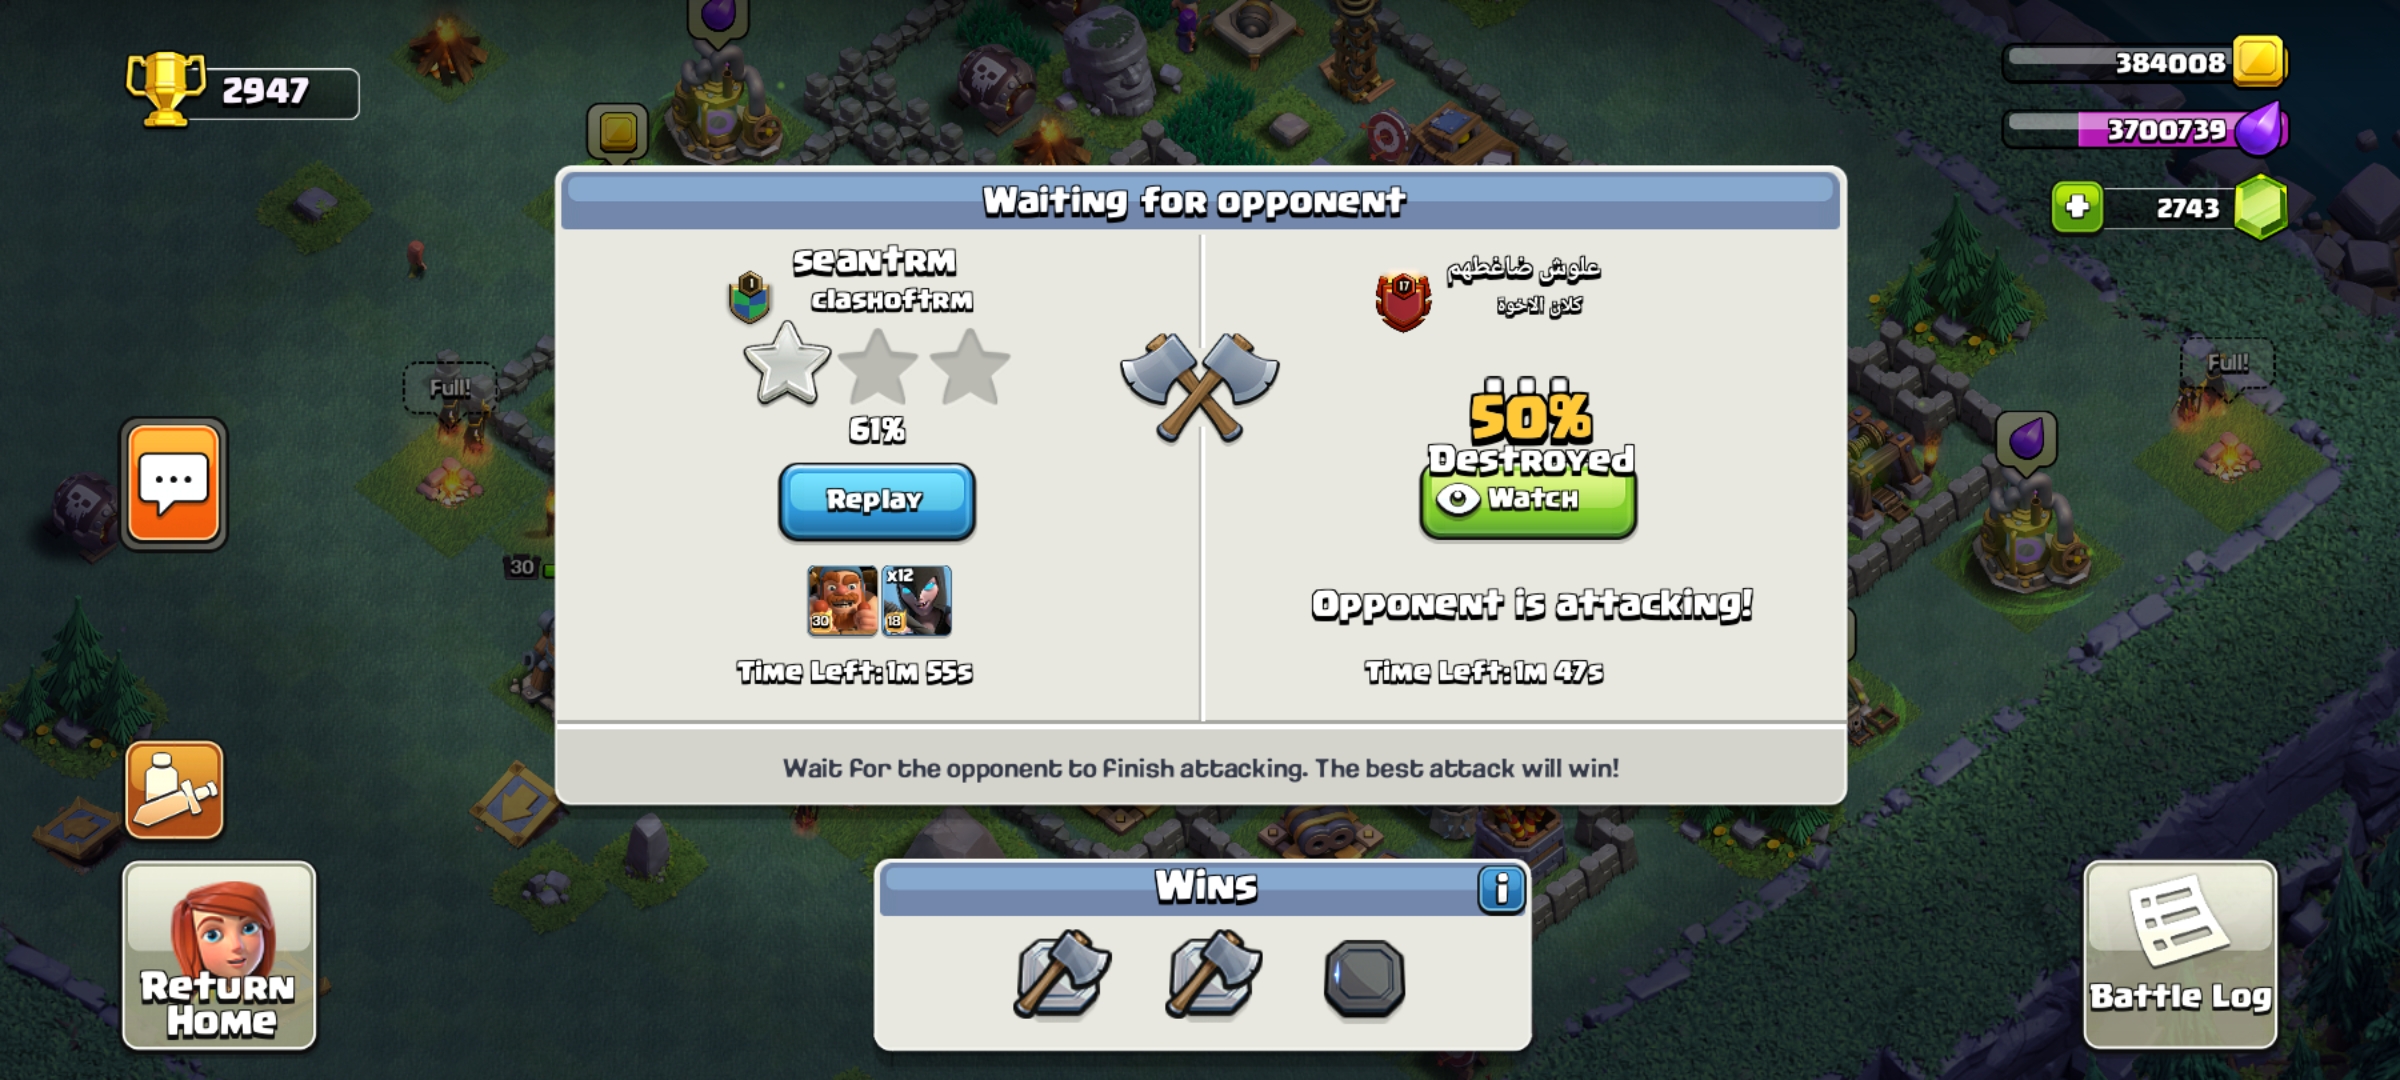 2947
384008
3700739
2743
Waiting for opponent
seantrm
clashoftrm
1
61%
Replay
30
x12
18
Time Left:1m 55s
علوش ضاغطهم
كلان الاخوة
17
50%
Destroyed
Watch
Opponent is attacking!
Time Left:1m 47s
Wait for the opponent to finish attacking. The best attack will win!
Full!
Full!
30
Wins
i
Return
Home
Battle Log